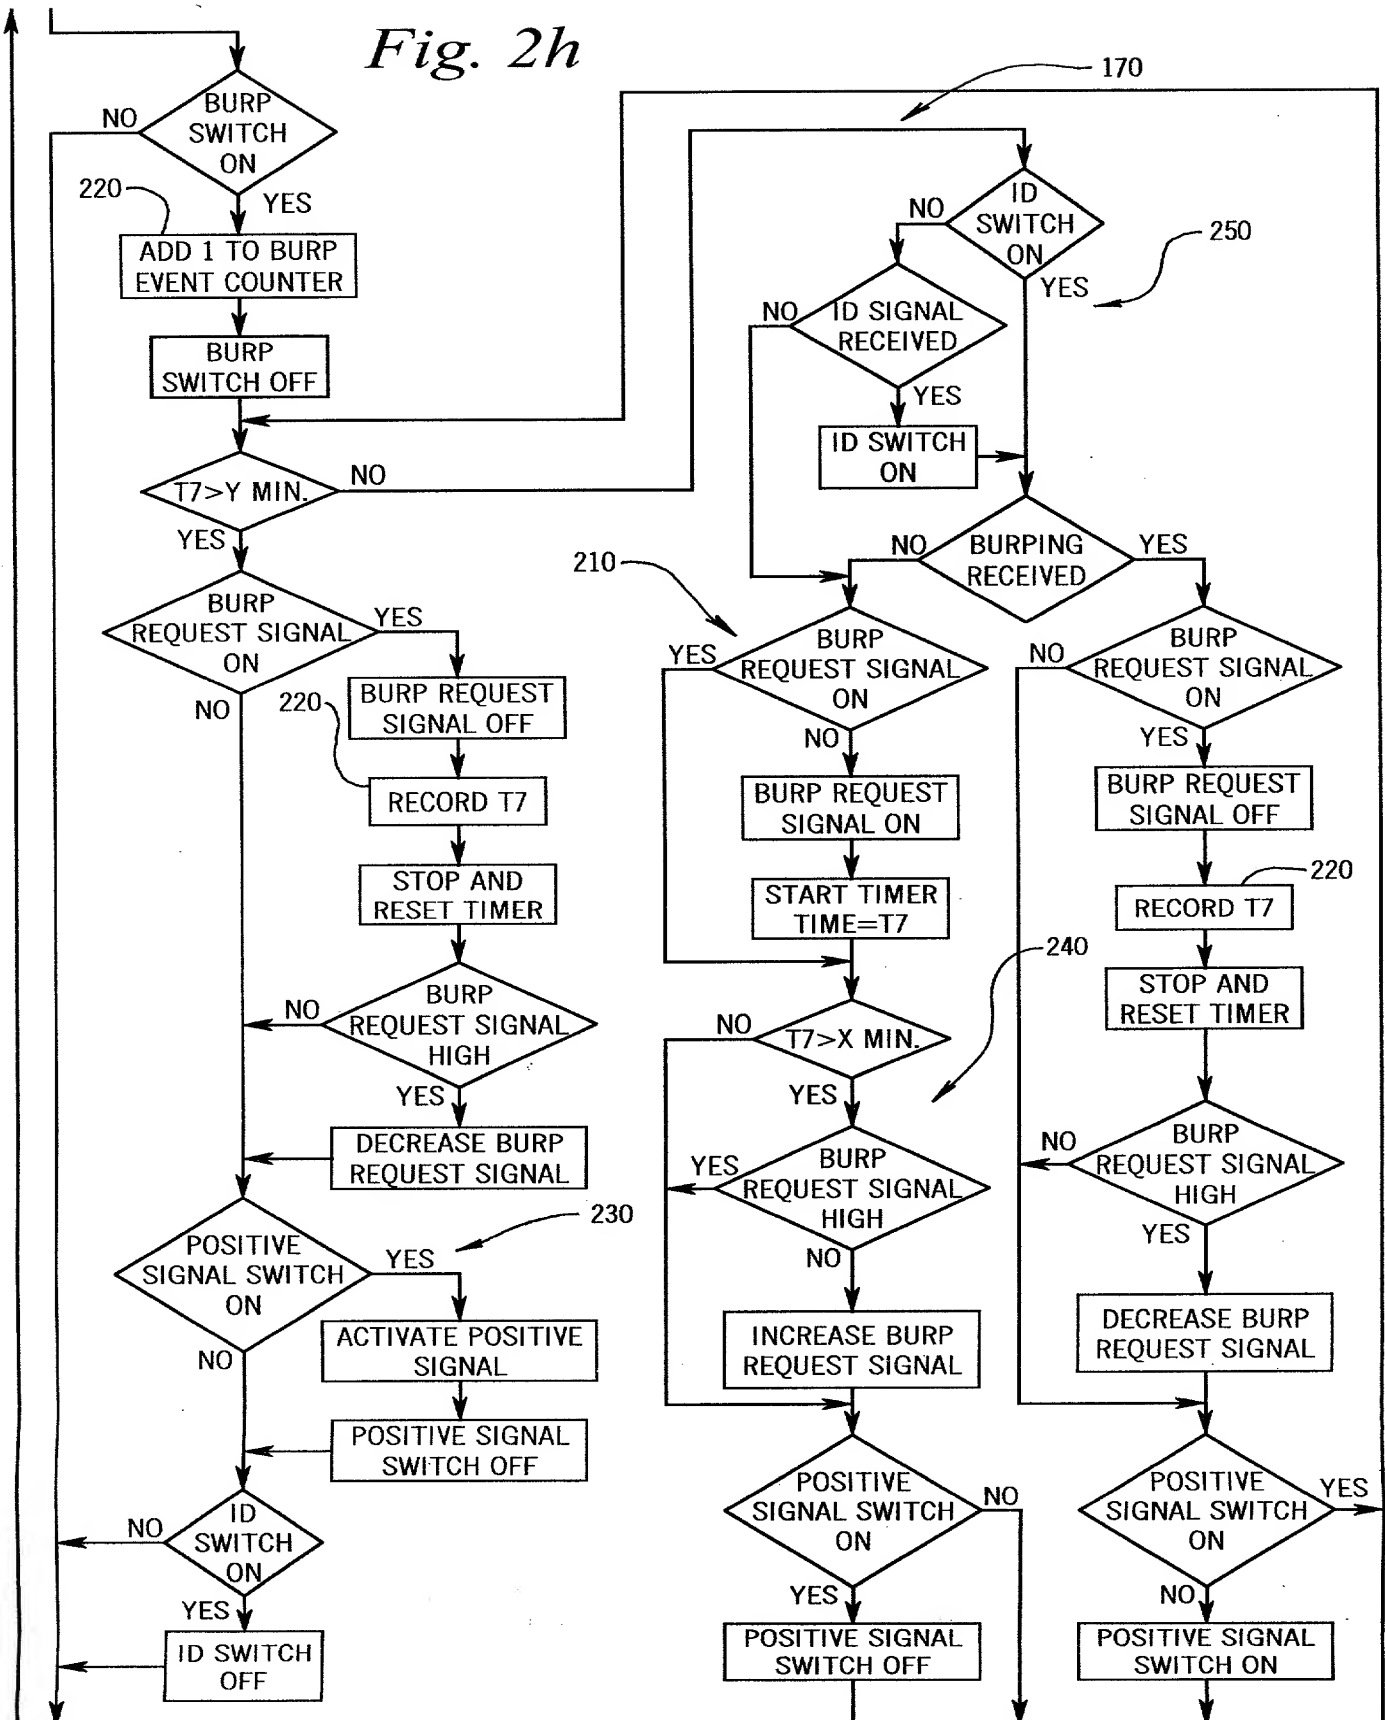 Fig. 2h
BURP
SWITCH
ON
NO
YES
220
ADD 1 TO BURP
EVENT COUNTER
BURP
SWITCH OFF
T7>Y MIN.
NO
YES
BURP
REQUEST SIGNAL
ON
YES
NO
BURP REQUEST
SIGNAL OFF
220
RECORD T7
STOP AND
RESET TIMER
BURP
REQUEST SIGNAL
HIGH
NO
YES
DECREASE BURP
REQUEST SIGNAL
230
POSITIVE
SIGNAL SWITCH
ON
YES
NO
ACTIVATE POSITIVE
SIGNAL
POSITIVE SIGNAL
SWITCH OFF
ID
SWITCH
ON
NO
YES
ID SWITCH
OFF
170
ID
SWITCH
ON
NO
YES
250
ID SIGNAL
RECEIVED
NO
YES
ID SWITCH
ON
BURPING
RECEIVED
NO
YES
210
BURP
REQUEST SIGNAL
ON
YES
NO
BURP REQUEST
SIGNAL ON
START TIMER
TIME=T7
240
T7>X MIN.
NO
YES
BURP
REQUEST SIGNAL
HIGH
YES
NO
INCREASE BURP
REQUEST SIGNAL
POSITIVE
SIGNAL SWITCH
ON
NO
YES
POSITIVE SIGNAL
SWITCH OFF
BURP
REQUEST SIGNAL
ON
NO
YES
BURP REQUEST
SIGNAL OFF
220
RECORD T7
STOP AND
RESET TIMER
BURP
REQUEST SIGNAL
HIGH
NO
YES
DECREASE BURP
REQUEST SIGNAL
POSITIVE
SIGNAL SWITCH
ON
YES
NO
POSITIVE SIGNAL
SWITCH ON